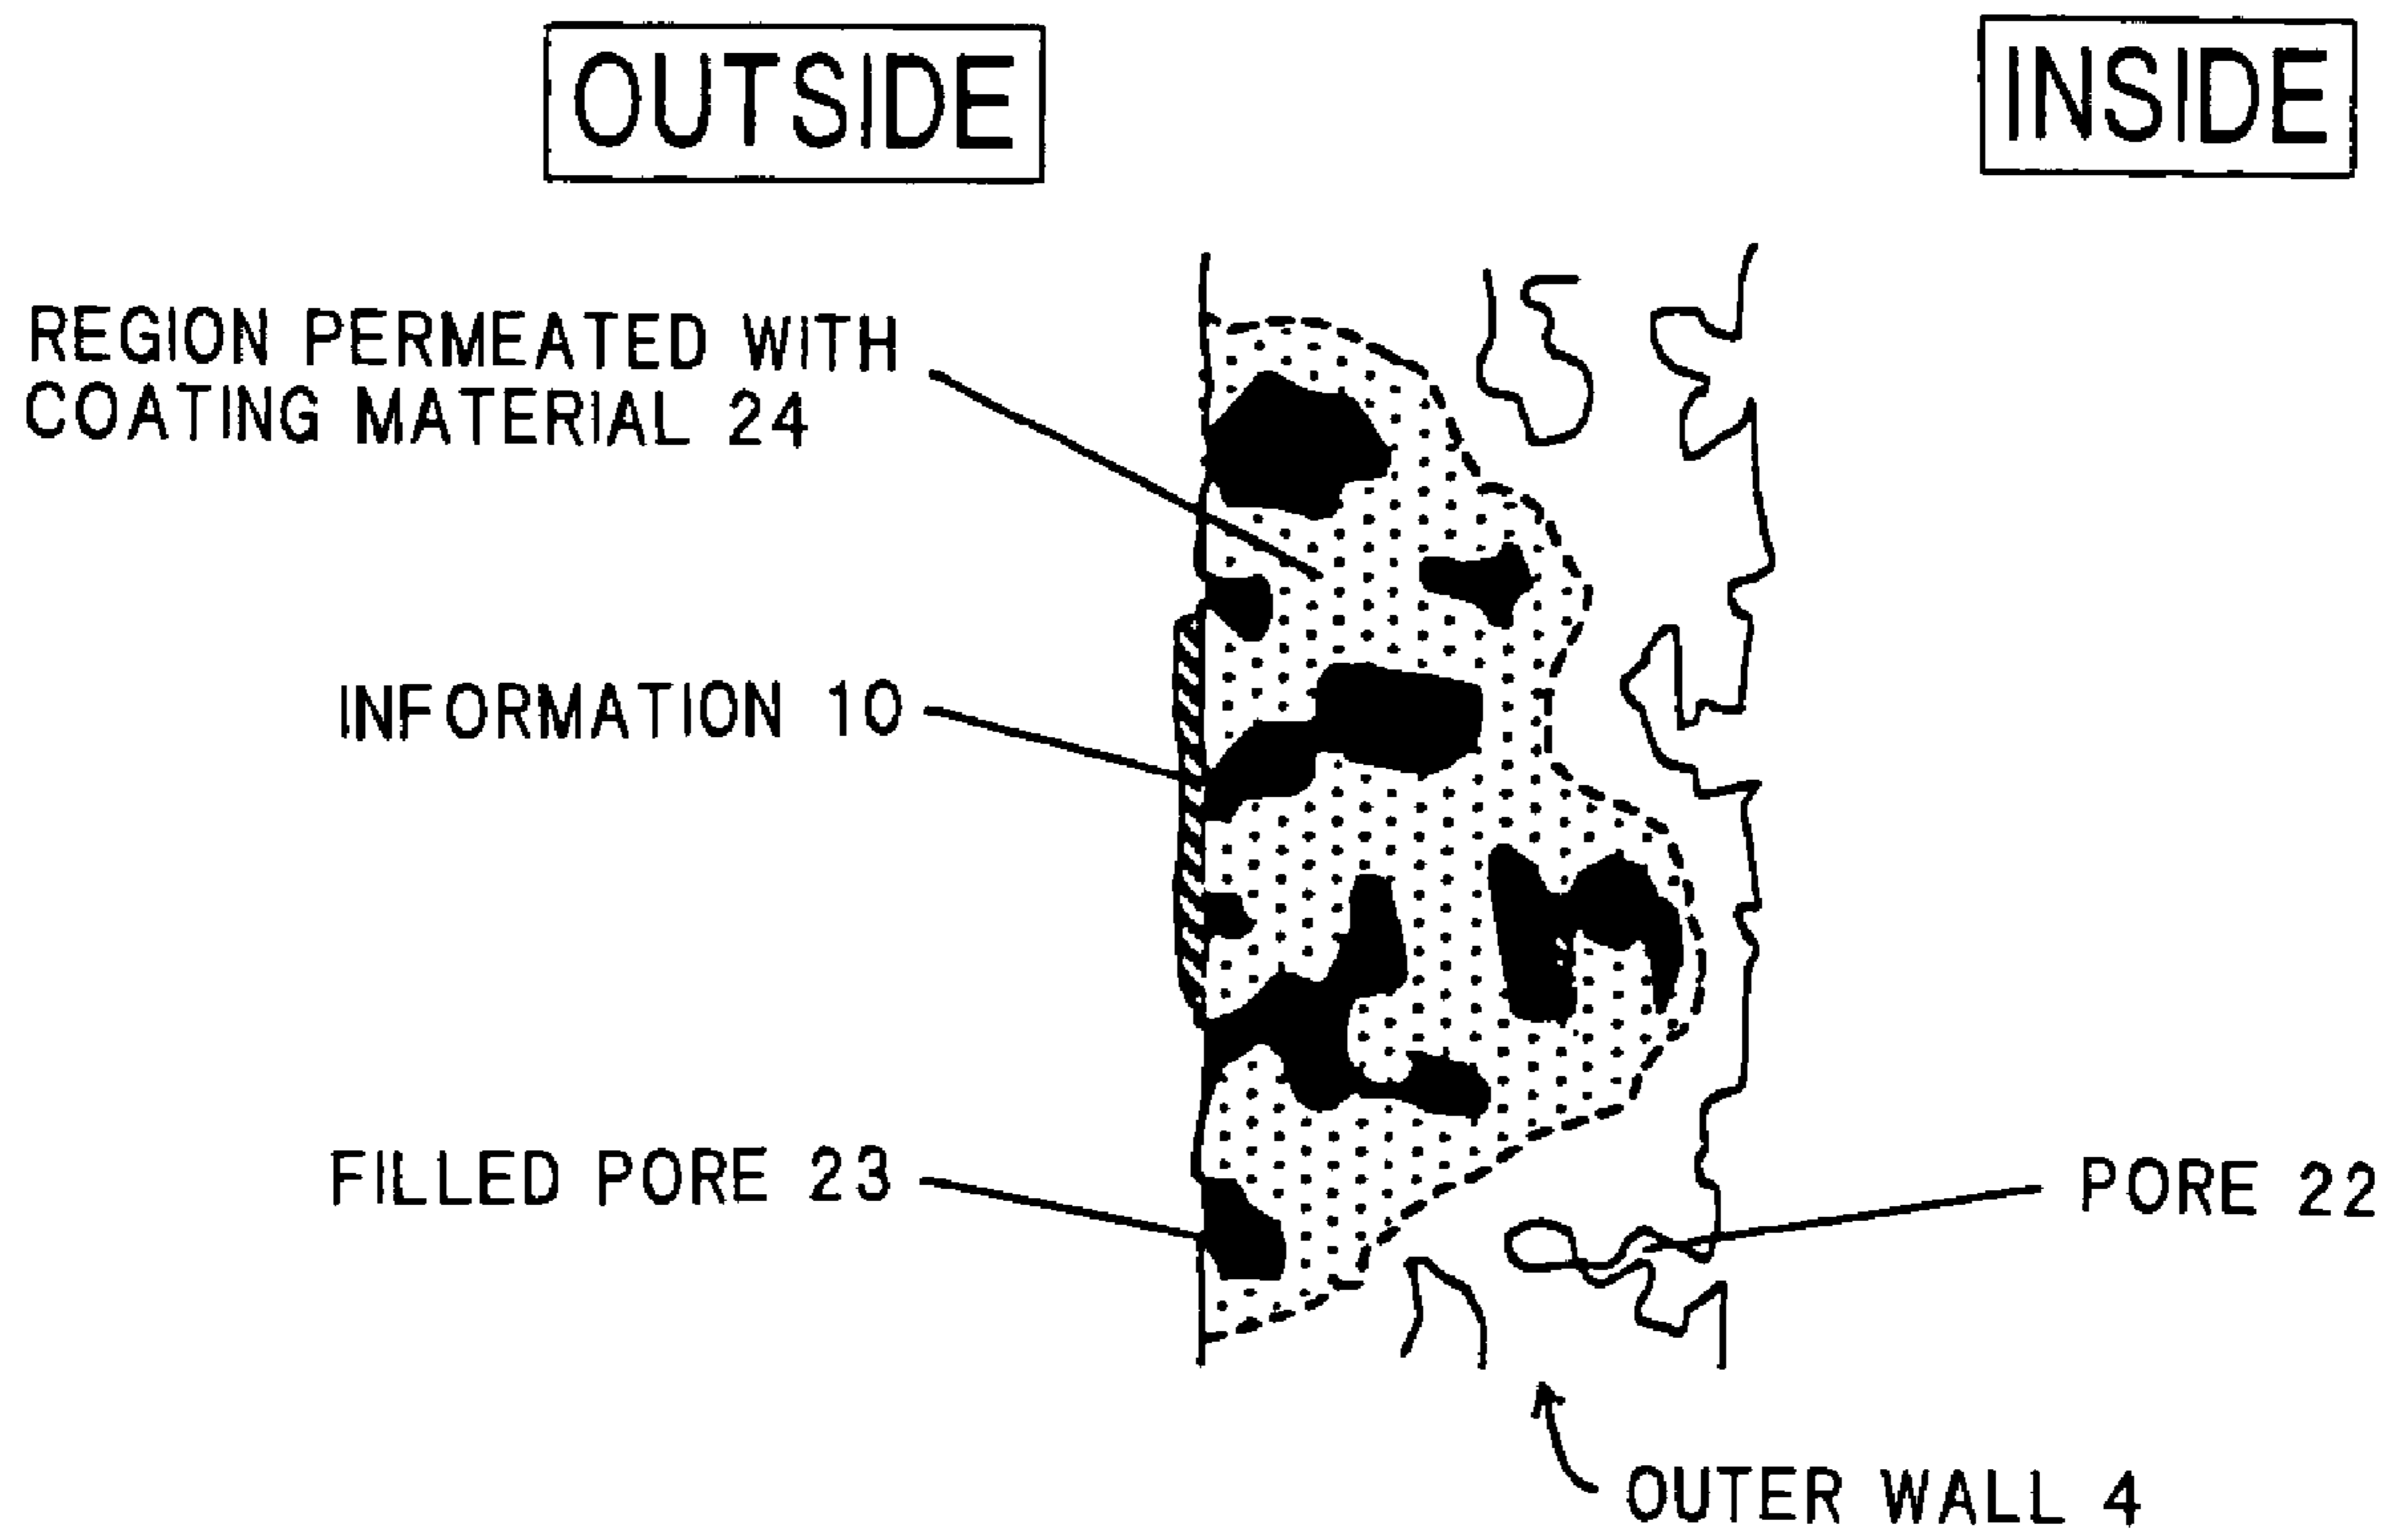 OUTSIDE
INSIDE
REGION PERMEATED WITH
COATING MATERIAL 24
INFORMATION 10
FILLED PORE 23
PORE 22
OUTER WALL 4